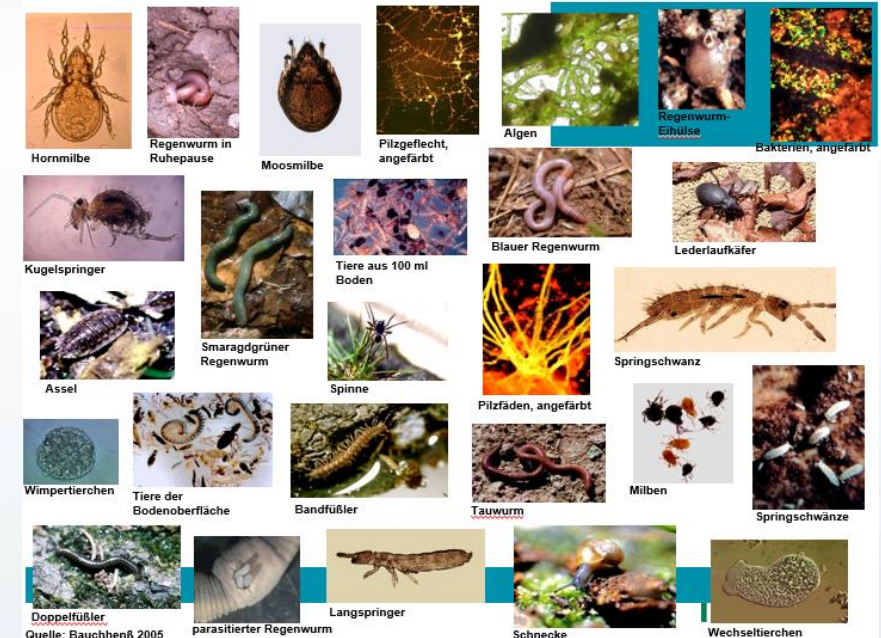 Hornmilbe
Regenwurm in
Ruhepause
Moosmilbe
Pilzgeflecht,
angefärbt
Algen
Regenwurm-
Eihülse
Bakterien, angefärbt
Kugelspringer
Smaragdgrüner
Regenwurm
Tiere aus 100 ml
Boden
Blauer Regenwurm
Lederlaufkäfer
Assel
Spinne
Pilzfäden, angefärbt
Springschwanz
Wimpertierchen
Tiere der
Bodenoberfläche
Bandfüßler
Tauwurm
Milben
Springschwänze
Doppelfüßler
parasitierter Regenwurm
Langspringer
Schnecke
Wechseltierchen
Quelle: Bauchhenß 2005